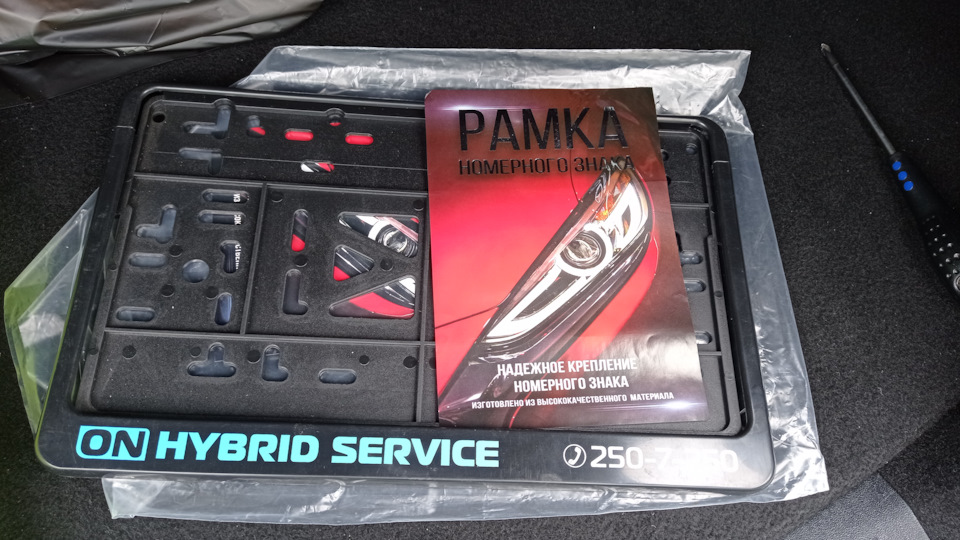 РАМКА
НОМЕРНОГО ЗНАКА
НАДЕЖНОЕ КРЕПЛЕНИЕ
НОМЕРНОГО ЗНАКА
ИЗГОТОВЛЕНО ИЗ ВЫСОКОКАЧЕСТВЕННОГО МАТЕРИАЛА
ON HYBRID SERVICE